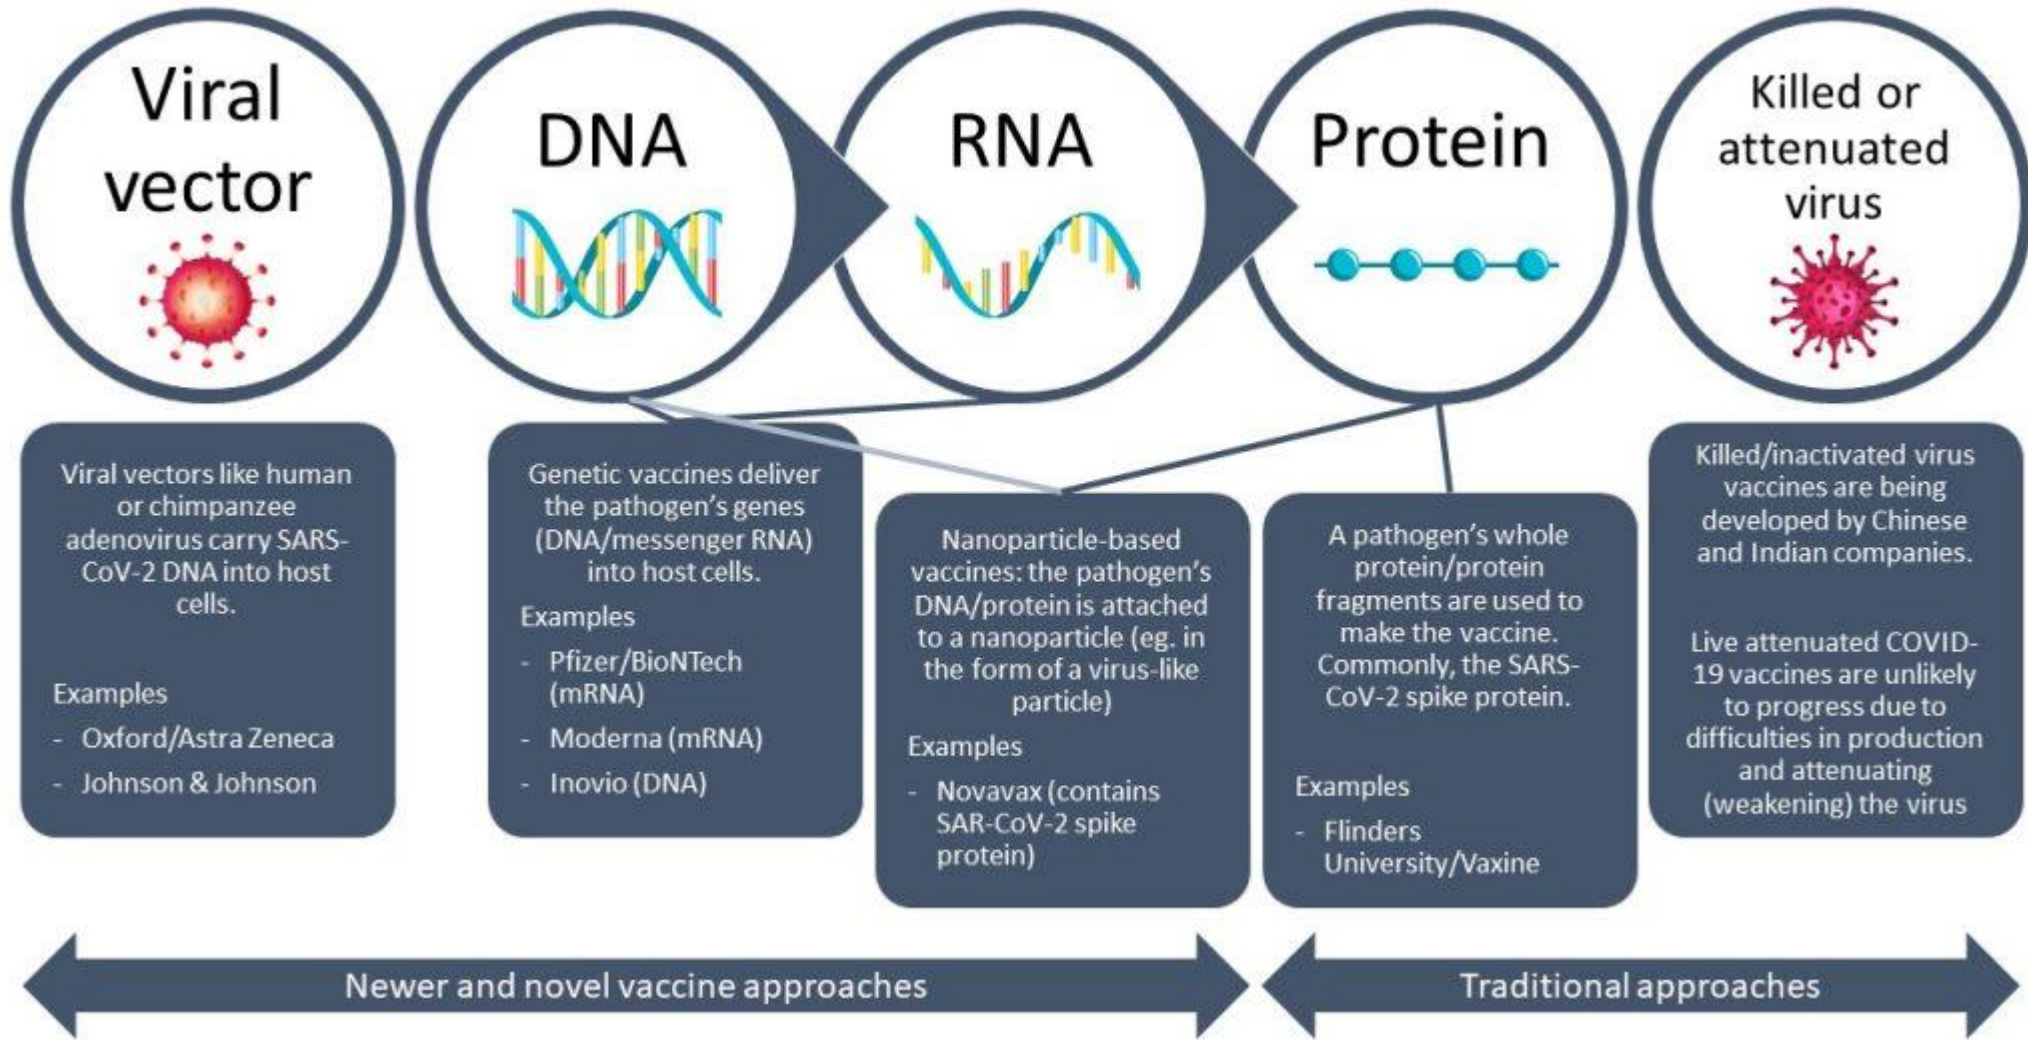 Viral
vector
DNA
RNA
Protein
Killed or
attenuated
virus
Viral vectors like human
or chimpanzee
adenovirus carry SARS-
CoV-2 DNA into host
cells.
Examples
- Oxford/Astra Zeneca
- Johnson & Johnson
Genetic vaccines deliver
the pathogen's genes
(DNA/messenger RNA)
into host cells.
Examples
- Pfizer/BioNTech
(mRNA)
- Moderna (mRNA)
- Inovio (DNA)
Nanoparticle-based
vaccines: the pathogen's
DNA/protein is attached
to a nanoparticle (eg. in
the form of a virus-like
particle)
Examples
- Novavax (contains
SAR-CoV-2 spike
protein)
A pathogen's whole
protein/protein
fragments are used to
make the vaccine.
Commonly, the SARS-
CoV-2 spike protein.
Examples
- Flinders
University/Vaxine
Killed/inactivated virus
vaccines are being
developed by Chinese
and Indian companies.
Live attenuated COVID-
19 vaccines are unlikely
to progress due to
difficulties in production
and attenuating
(weakening) the virus
Newer and novel vaccine approaches
Traditional approaches